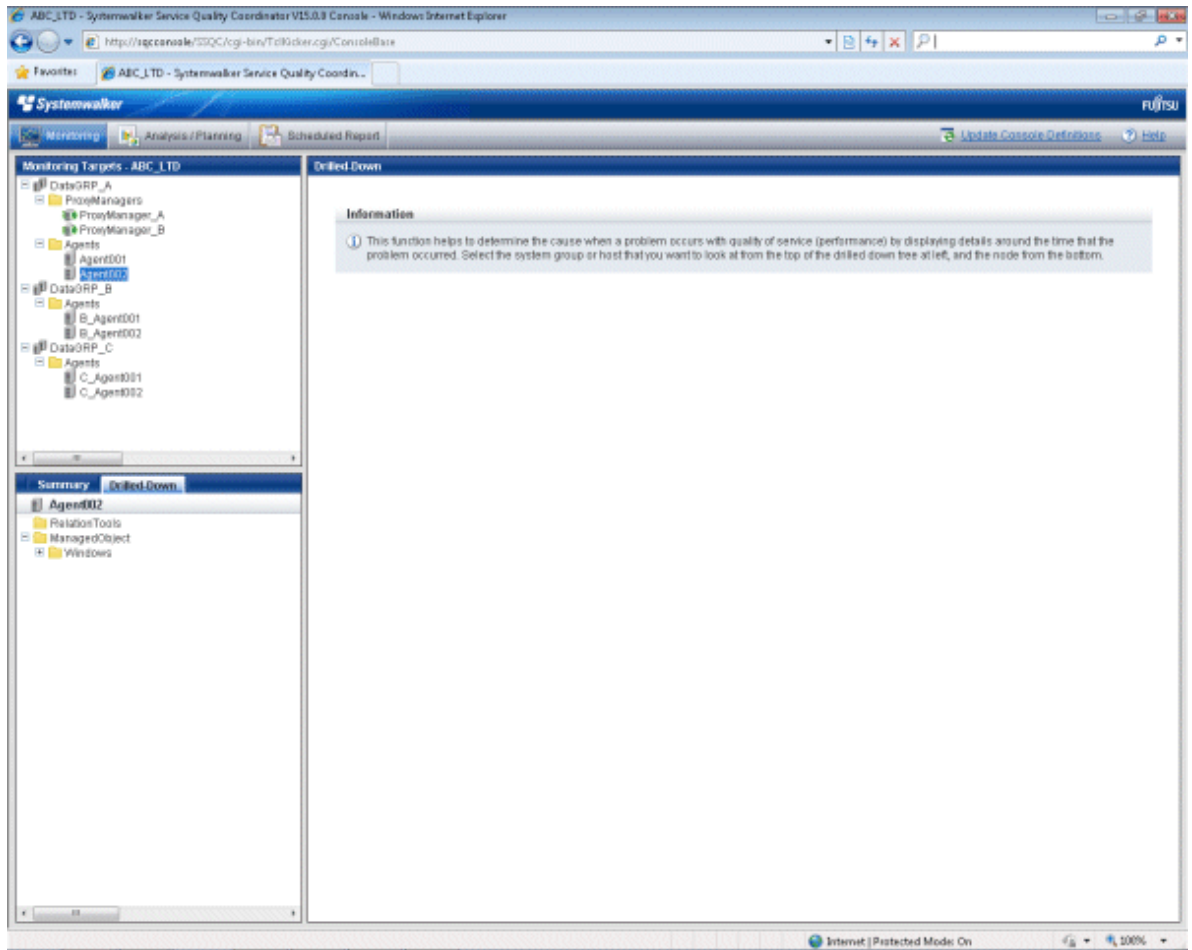 ABC_LTD - Systemwalker Service Quality Coordinator V15.0.0 Console - Windows Internet Explorer
http://sqcconsole/SSQC/cgi-bin/TclKicker.cgi/ConsoleBase
Favorites ABC_LTD - Systemwalker Service Quality Coordin...
Systemwalker FUJITSU
Monitoring Analysis / Planning Scheduled Report Update Console Definitions Help
Monitoring Targets - ABC_LTD
DataGRP_A
ProxyManagers
ProxyManager_A
ProxyManager_B
Agents
Agent001
Agent002
DataGRP_B
Agents
B_Agent001
B_Agent002
DataGRP_C
Agents
C_Agent001
C_Agent002
Summary Drilled-Down
Agent002
RelationTools
ManagedObject
Windows
Drilled-Down
Information
This function helps to determine the cause when a problem occurs with quality of service (performance) by displaying details around the time that the
problem occurred. Select the system group or host that you want to look at from the top of the drilled down tree at left, and the node from the bottom.
Internet | Protected Mode: On 100%